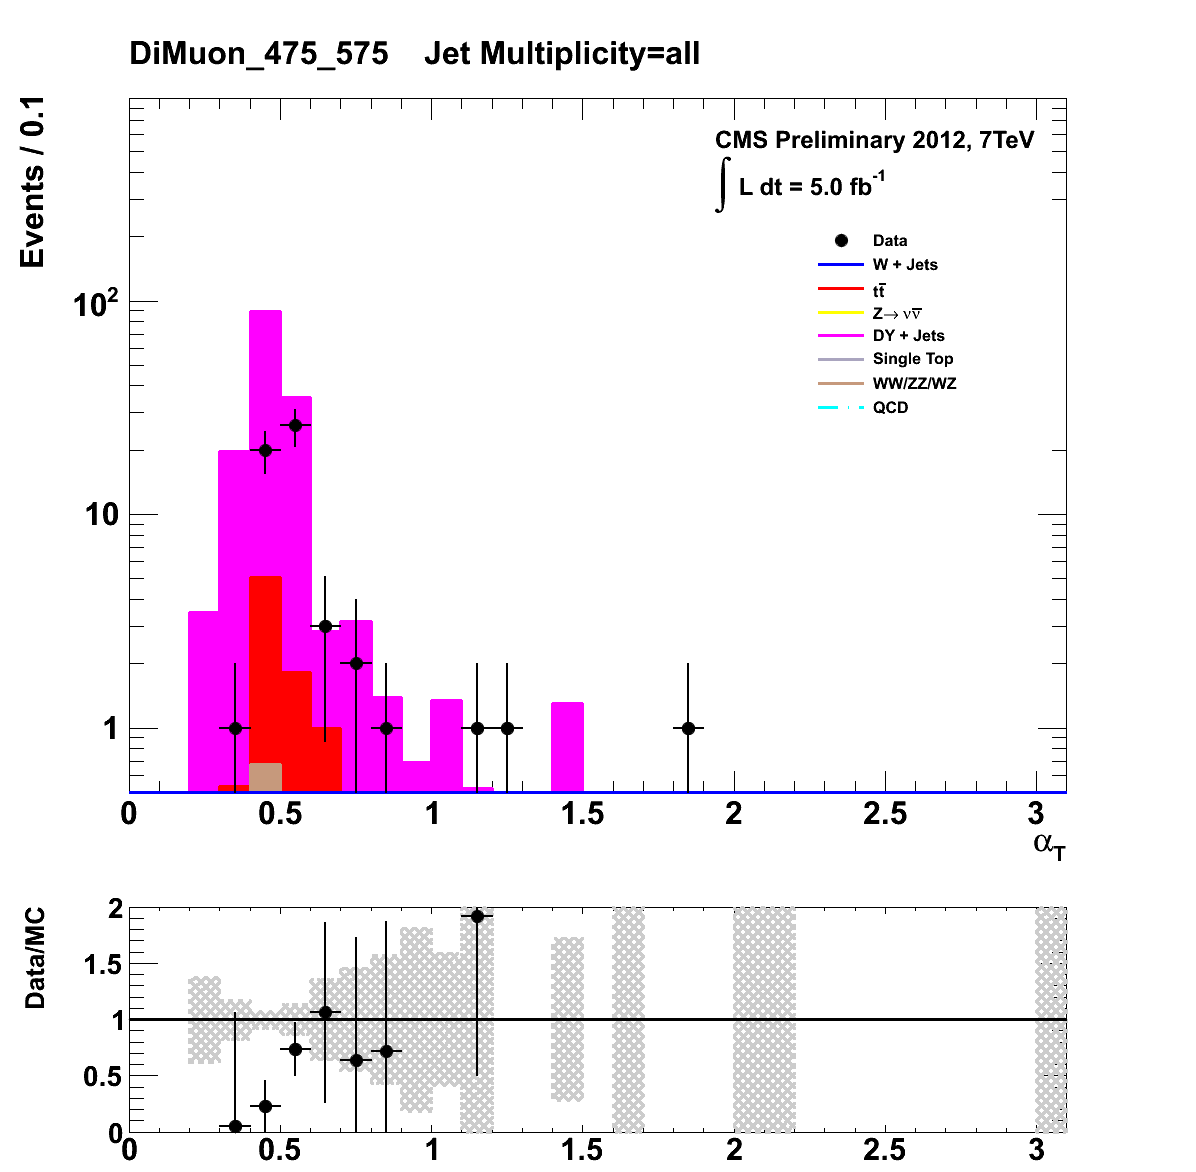 DiMuon_475_575    Jet Multiplicity=all
Events / 0.1
CMS Preliminary 2012, 7TeV
∫ L dt = 5.0 fb⁻¹
Data
W + Jets
tt̅
Z→ νν̅
DY + Jets
Single Top
WW/ZZ/WZ
QCD
10²
10
1
0 0.5 1 1.5 2 2.5 3
α_T
Data/MC
2
1.5
1
0.5
0
0 0.5 1 1.5 2 2.5 3